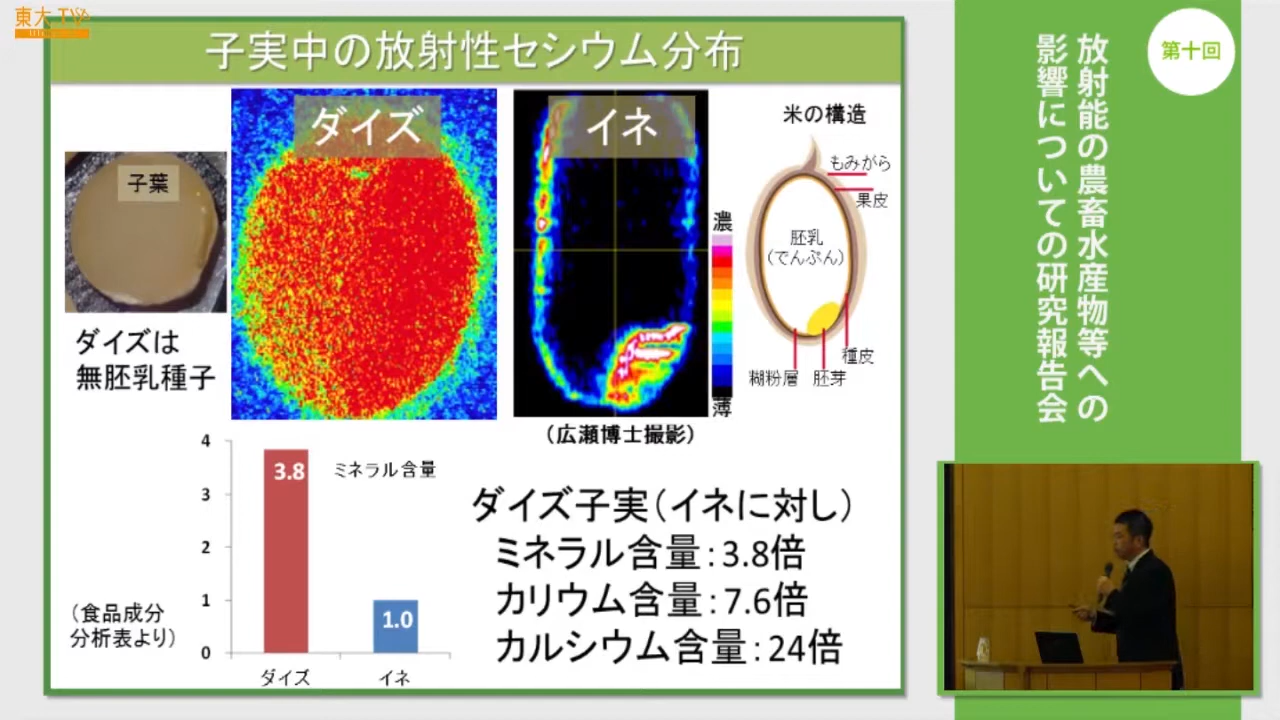 東大TV
子実中の放射性セシウム分布
ダイズ
イネ
子葉
ダイズは
無胚乳種子
濃
薄
(広瀬博士撮影)
米の構造
もみがら
果皮
胚乳
(でんぷん)
種皮
糊粉層
胚芽
4
3
2
1
0
3.8
1.0
ミネラル含量
ダイズ
イネ
(食品成分
分析表より)
ダイズ子実(イネに対し)
ミネラル含量:3.8倍
カリウム含量:7.6倍
カルシウム含量:24倍
第十回
放射能の農畜水産物等への
影響についての研究報告会